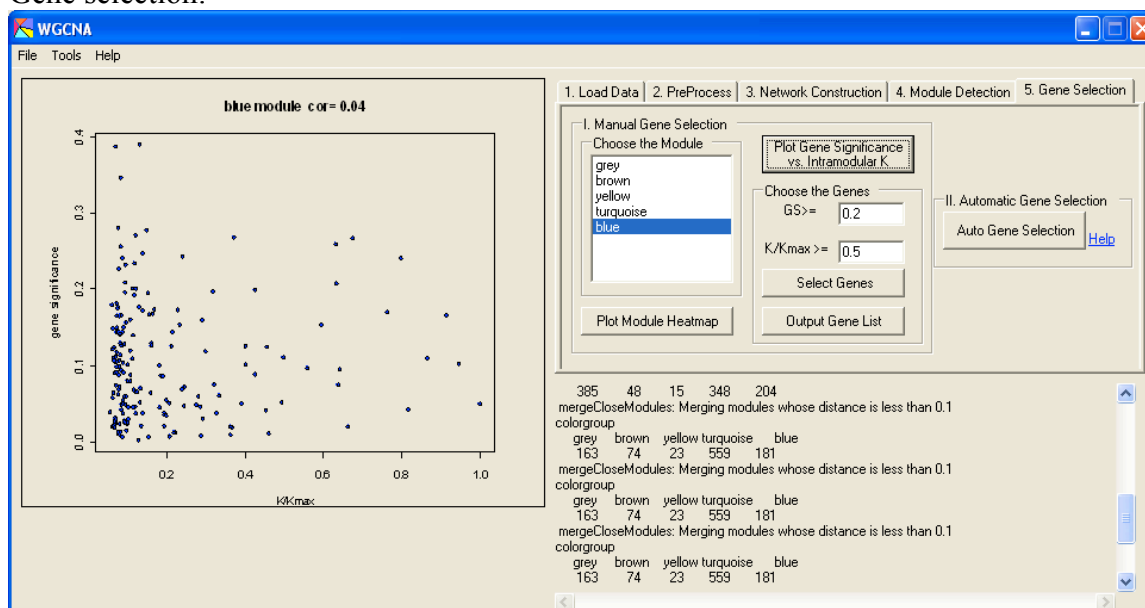 Gene selection:
WGCNA
File Tools Help
blue module cor= 0.04
gene significance
0.4
0.3
0.2
0.1
0.0
0.2 0.4 0.6 0.8 1.0
K/Kmax
1. Load Data 2. PreProcess 3. Network Construction 4. Module Detection 5. Gene Selection
I. Manual Gene Selection
Choose the Module
grey
brown
yellow
turquoise
blue
Plot Module Heatmap
Plot Gene Significance
vs. Intramodular K
Choose the Genes
GS>= 0.2
K/Kmax >= 0.5
Select Genes
Output Gene List
II. Automatic Gene Selection
Auto Gene Selection Help
385 48 15 348 204
mergeCloseModules: Merging modules whose distance is less than 0.1
colorgroup
grey brown yellow turquoise blue
163 74 23 559 181
mergeCloseModules: Merging modules whose distance is less than 0.1
colorgroup
grey brown yellow turquoise blue
163 74 23 559 181
mergeCloseModules: Merging modules whose distance is less than 0.1
colorgroup
grey brown yellow turquoise blue
163 74 23 559 181